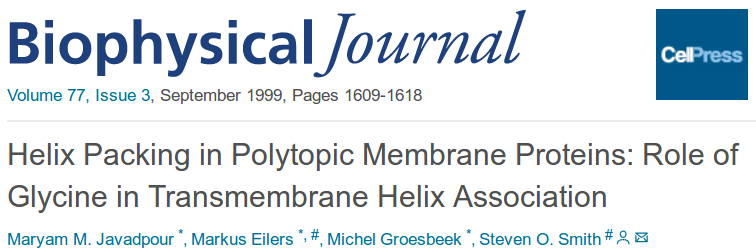 Biophysical Journal
CellPress
Volume 77, Issue 3, September 1999, Pages 1609-1618
Helix Packing in Polytopic Membrane Proteins: Role of
Glycine in Transmembrane Helix Association
Maryam M. Javadpour *, Markus Eilers *, #, Michel Groesbeek *, Steven O. Smith #